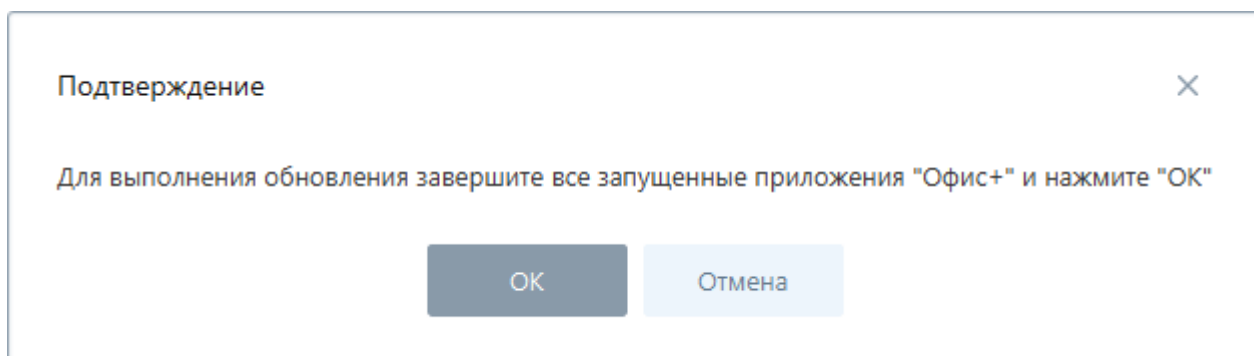 Подтверждение
Для выполнения обновления завершите все запущенные приложения "Офис+" и нажмите "ОК"
ОК
Отмена